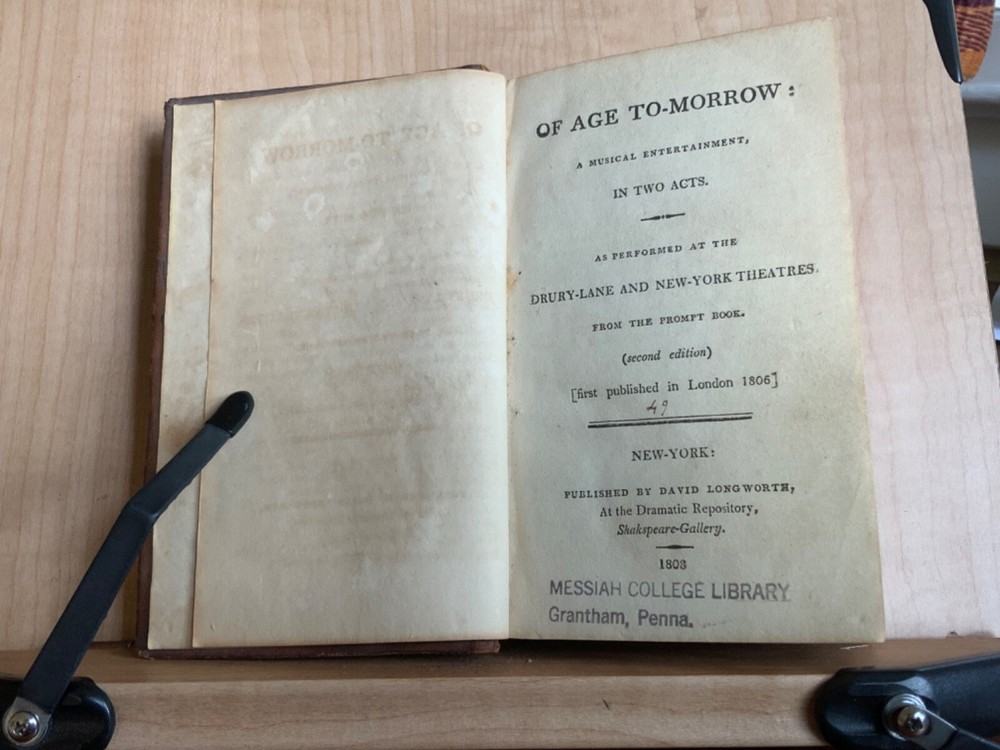 OF AGE TO-MORROW:
A MUSICAL ENTERTAINMENT,
IN TWO ACTS.
AS PERFORMED AT THE
DRURY-LANE AND NEW-YORK THEATRES.
FROM THE PROMPT BOOK.
(second edition)
[first published in London 1806]
49
NEW-YORK:
PUBLISHED BY DAVID LONGWORTH,
At the Dramatic Repository,
Shakspeare-Gallery.
1808
MESSIAH COLLEGE LIBRARY
Grantham, Penna.